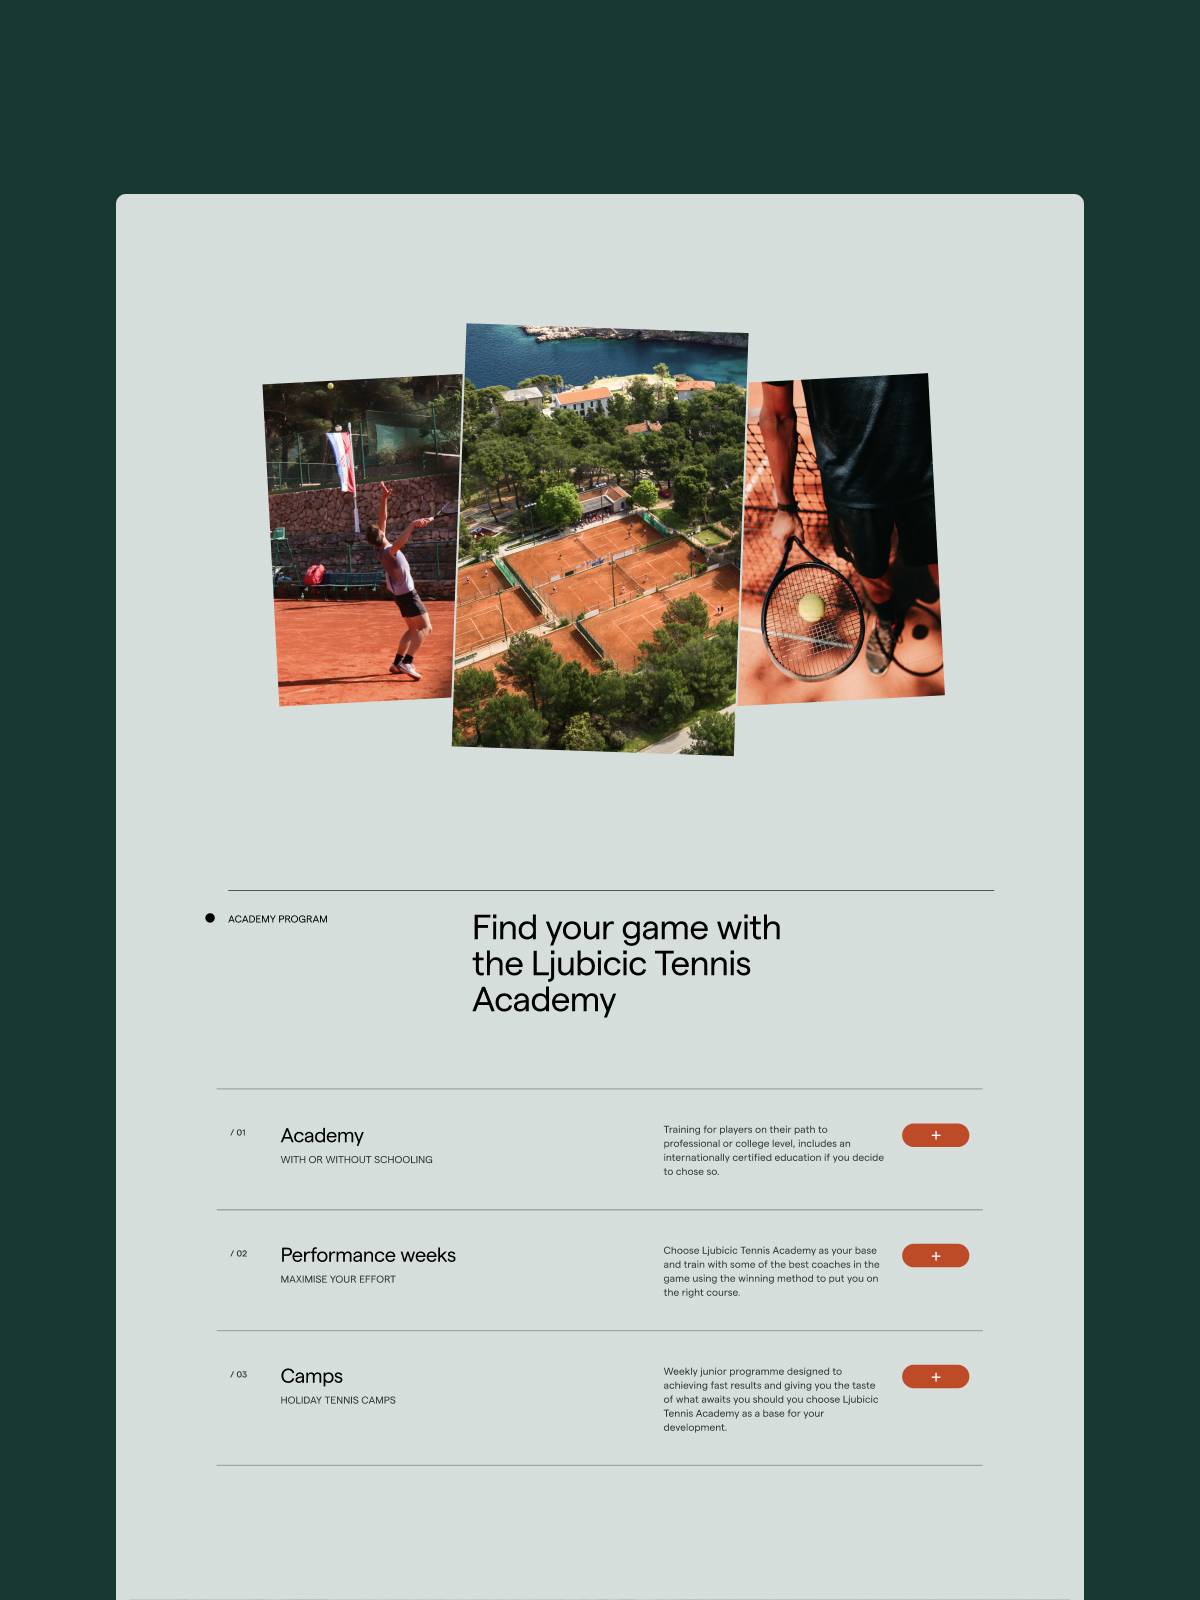 ACADEMY PROGRAM
Find your game with
the Ljubicic Tennis
Academy
/ 01
Academy
WITH OR WITHOUT SCHOOLING
Training for players on their path to
professional or college level, includes an
internationally certified education if you decide
to chose so.
+
/ 02
Performance weeks
MAXIMISE YOUR EFFORT
Choose Ljubicic Tennis Academy as your base
and train with some of the best coaches in the
game using the winning method to put you on
the right course.
+
/ 03
Camps
HOLIDAY TENNIS CAMPS
Weekly junior programme designed to
achieving fast results and giving you the taste
of what awaits you should you choose Ljubicic
Tennis Academy as a base for your
development.
+